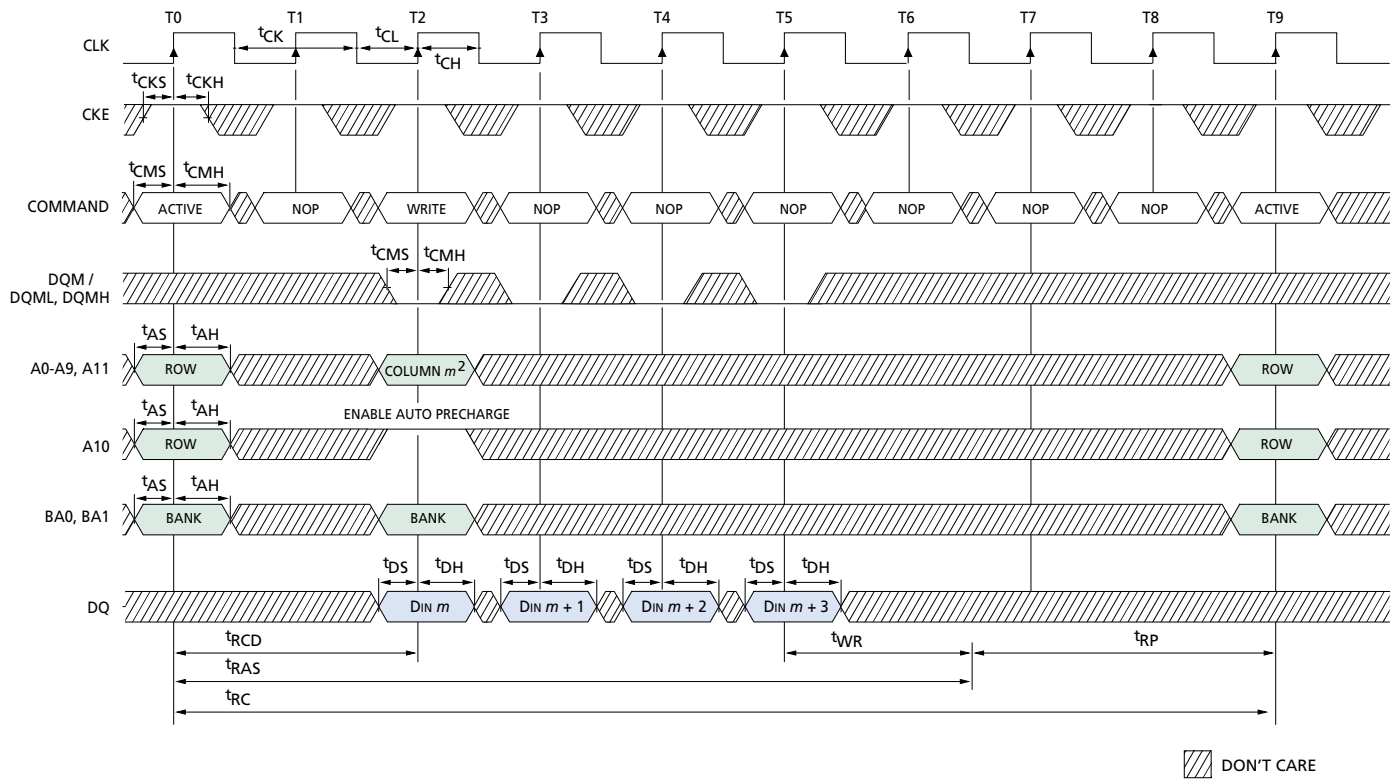 T0 T1 T2 T3 T4 T5 T6 T7 T8 T9
CLK tCK tCL tCH
tCKS tCKH
CKE
tCMS tCMH
COMMAND ACTIVE NOP WRITE NOP NOP NOP NOP NOP NOP ACTIVE
tCMS tCMH
DQM /
DQML, DQMH
tAS tAH
A0-A9, A11 ROW COLUMN m2 ROW
ENABLE AUTO PRECHARGE
tAS tAH
A10 ROW ROW
tAS tAH
BA0, BA1 BANK BANK BANK
tDS tDH tDS tDH tDS tDH tDS tDH
DQ DIN m DIN m + 1 DIN m + 2 DIN m + 3
tRCD tWR tRP
tRAS
tRC
DON'T CARE